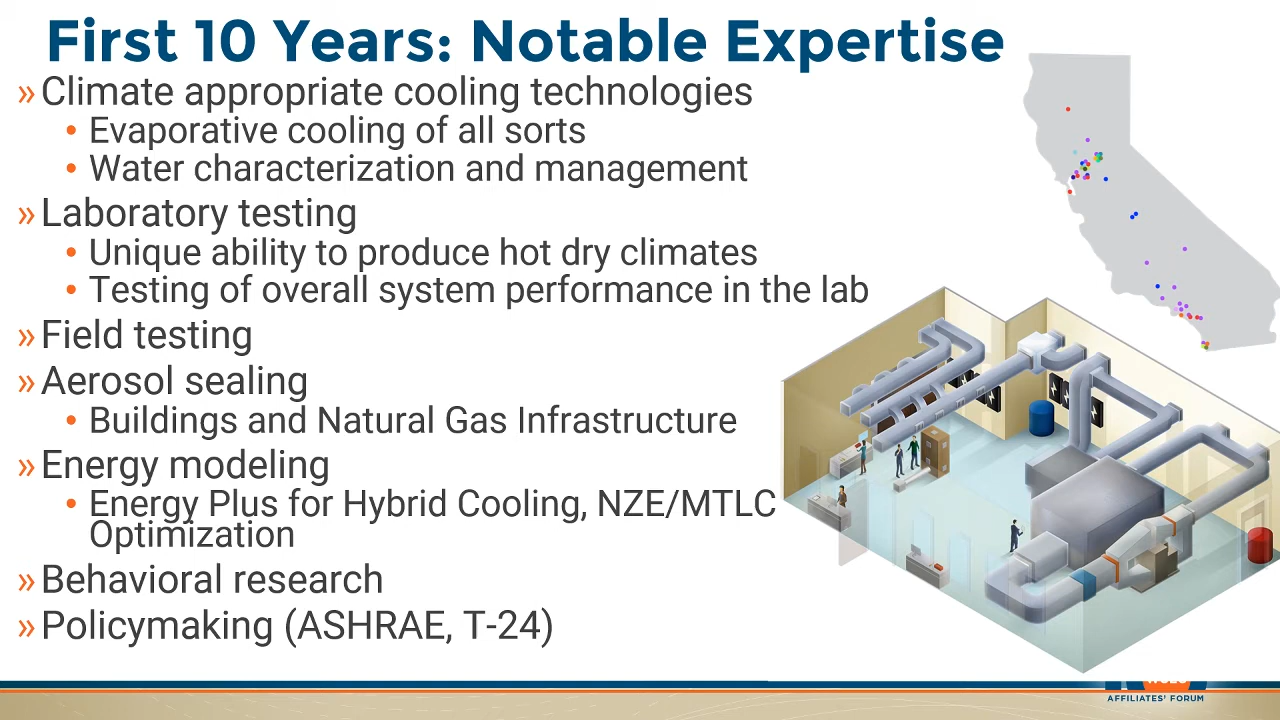 First 10 Years: Notable Expertise
» Climate appropriate cooling technologies
• Evaporative cooling of all sorts
• Water characterization and management
» Laboratory testing
• Unique ability to produce hot dry climates
• Testing of overall system performance in the lab
» Field testing
» Aerosol sealing
• Buildings and Natural Gas Infrastructure
» Energy modeling
• Energy Plus for Hybrid Cooling, NZE/MTLC
Optimization
» Behavioral research
» Policymaking (ASHRAE, T-24)
AFFILIATES' FORUM